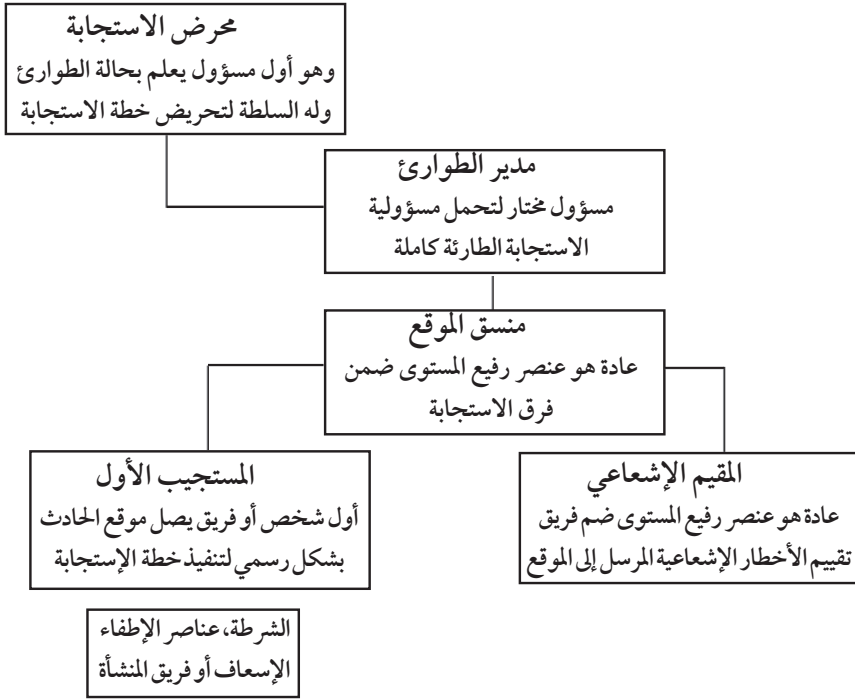 محرض الاستجابة
وهو أول مسؤول يعلم بحالة الطوارئ
وله السلطة لتحريض خطة الاستجابة
مدير الطوارئ
مسؤول مختار لتحمل مسؤولية
الاستجابة الطارئة كاملة
منسق الموقع
عادة هو عنصر رفيع المستوى ضمن
فرق الاستجابة
المستجيب الأول
أول شخص أو فريق يصل موقع الحادث
بشكل رسمي لتنفيذ خطة الإستجابة
المقيم الإشعاعي
عادة هو عنصر رفيع المستوى ضم فريق
تقييم الأخطار الإشعاعية المرسل إلى الموقع
الشرطة، عناصر الإطفاء
الإسعاف أو فريق المنشأة